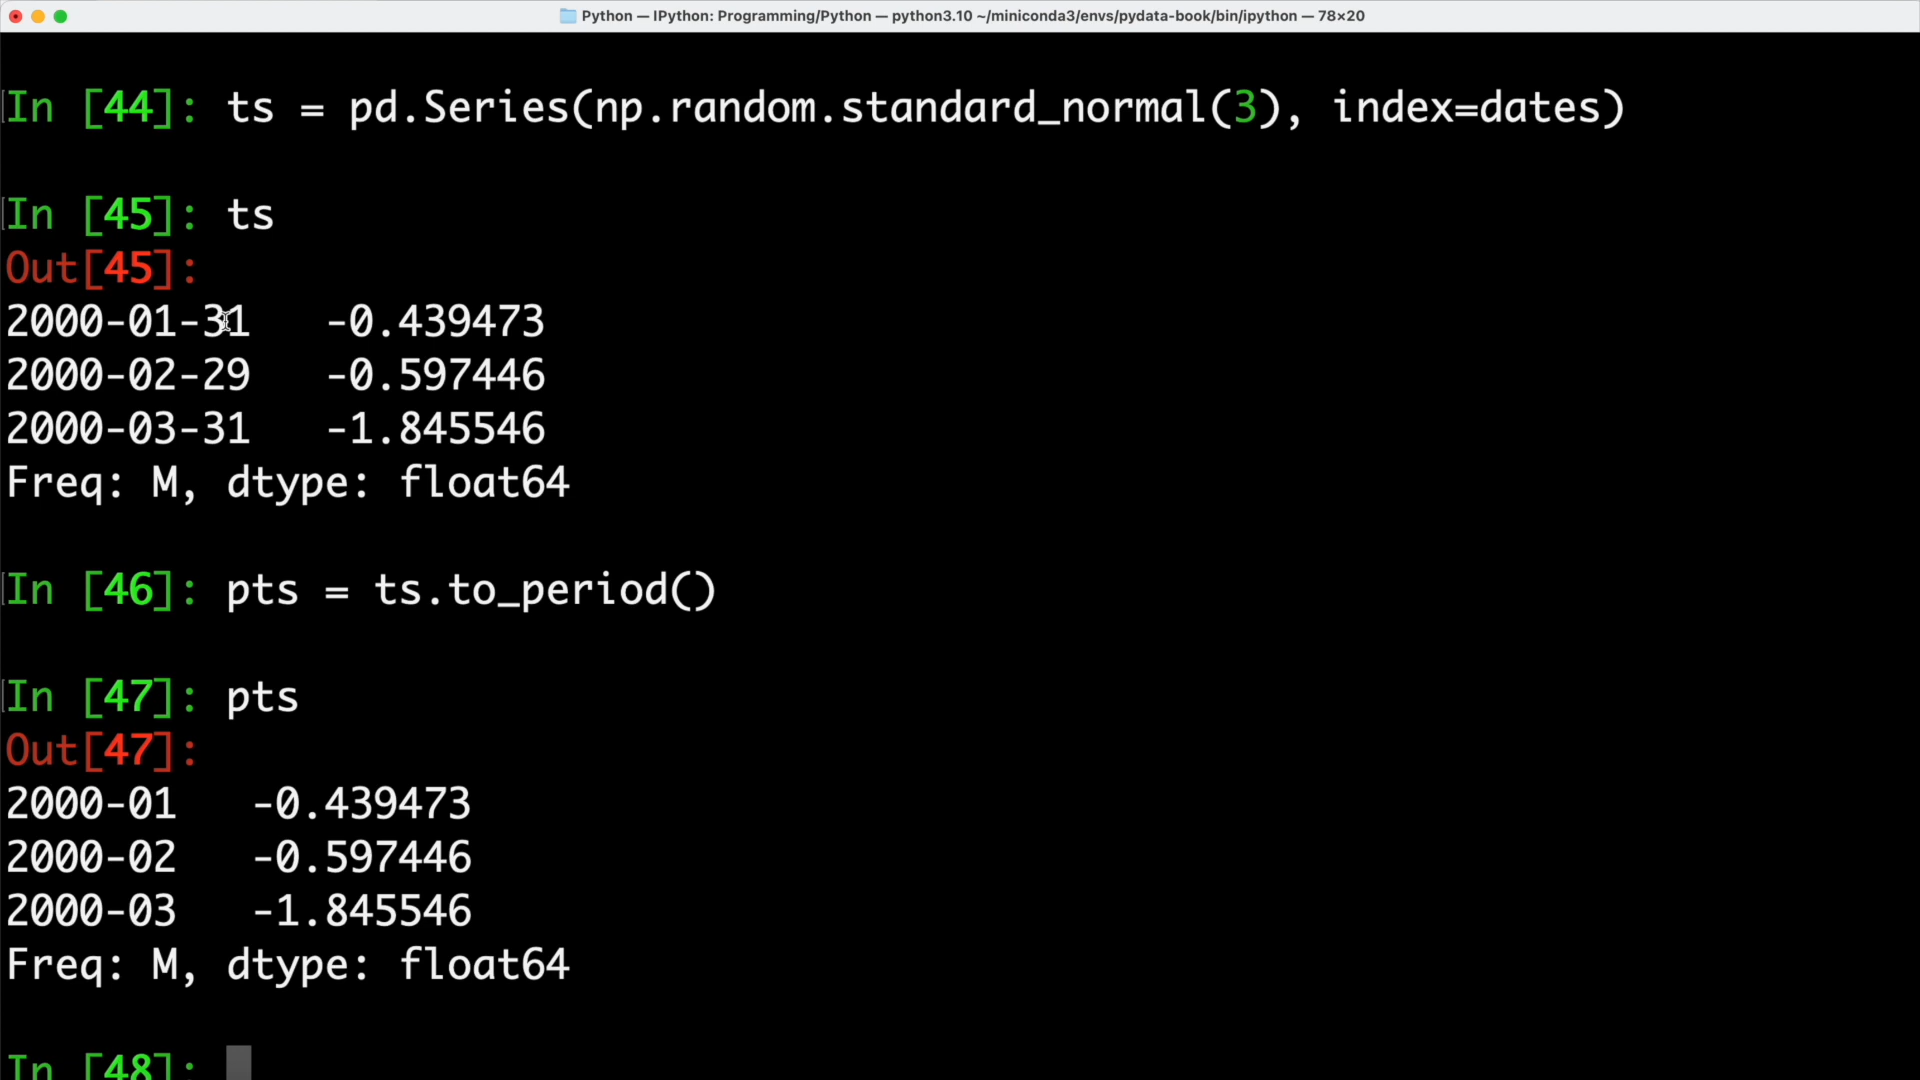 Python — IPython: Programming/Python — python3.10 ~/miniconda3/envs/pydata-book/bin/ipython — 78×20
In [44]: ts = pd.Series(np.random.standard_normal(3), index=dates)
In [45]: ts
Out[45]:
2000-01-31   -0.439473
2000-02-29   -0.597446
2000-03-31   -1.845546
Freq: M, dtype: float64
In [46]: pts = ts.to_period()
In [47]: pts
Out[47]:
2000-01   -0.439473
2000-02   -0.597446
2000-03   -1.845546
Freq: M, dtype: float64
In [48]: